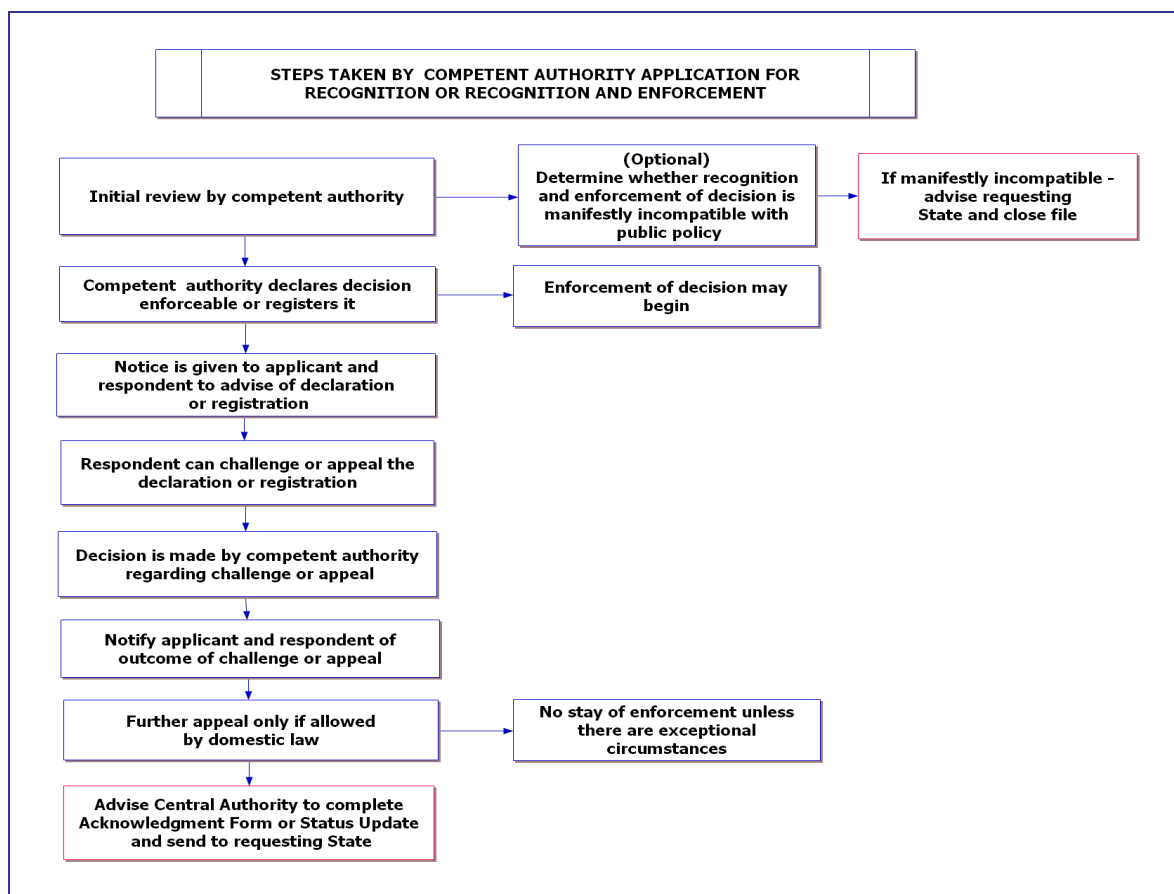 STEPS TAKEN BY COMPETENT AUTHORITY APPLICATION FOR
RECOGNITION OR RECOGNITION AND ENFORCEMENT
Initial review by competent authority
(Optional)
Determine whether recognition
and enforcement of decision is
manifestly incompatible with
public policy
If manifestly incompatible –
advise requesting
State and close file
Competent authority declares decision
enforceable or registers it
Enforcement of decision may
begin
Notice is given to applicant and
respondent to advise of declaration
or registration
Respondent can challenge or appeal the
declaration or registration
Decision is made by competent authority
regarding challenge or appeal
Notify applicant and respondent of
outcome of challenge or appeal
Further appeal only if allowed
by domestic law
No stay of enforcement unless
there are exceptional
circumstances
Advise Central Authority to complete
Acknowledgment Form or Status Update
and send to requesting State